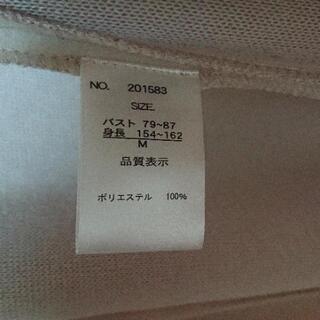 NO. 201583
SIZE
バスト 79~87
身長 154~162
M
品質表示
ポリエステル 100%